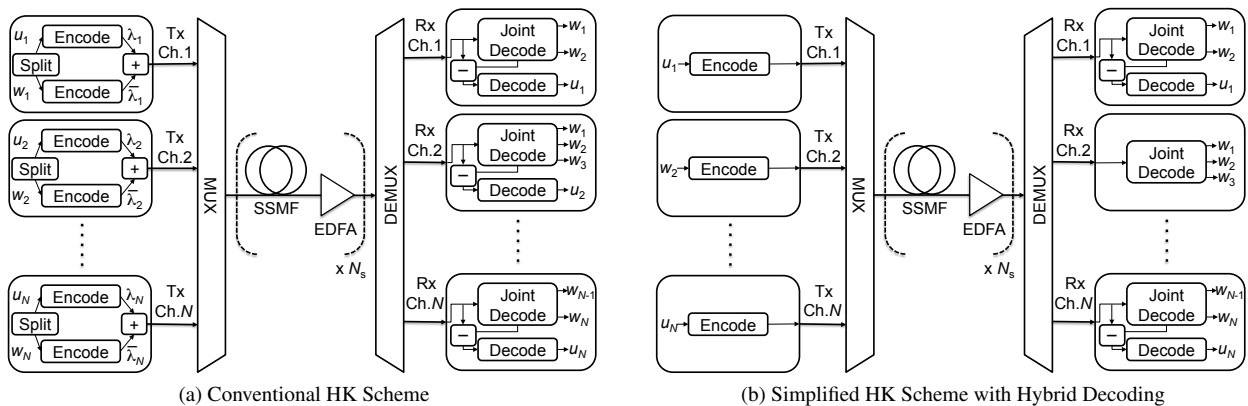 u1
Encode
λ1
Split
+
w1
Encode
λ̄1
Tx
Ch.1
u2
Encode
λ2
Split
+
w2
Encode
λ̄2
Tx
Ch.2
uN
Encode
λN
Split
+
wN
Encode
λ̄N
Tx
Ch.N
MUX
SSMF
EDFA
x Ns
DEMUX
Rx
Ch.1
Joint
Decode
w1
w2
−
Decode
u1
Rx
Ch.2
Joint
Decode
w1
w2
w3
−
Decode
u2
Rx
Ch.N
Joint
Decode
wN-1
wN
−
Decode
uN
(a) Conventional HK Scheme
u1
Encode
Tx
Ch.1
w2
Encode
Tx
Ch.2
uN
Encode
Tx
Ch.N
MUX
SSMF
EDFA
x Ns
DEMUX
Rx
Ch.1
Joint
Decode
w1
w2
−
Decode
u1
Rx
Ch.2
Joint
Decode
w1
w2
w3
Rx
Ch.N
Joint
Decode
wN-1
wN
−
Decode
uN
(b) Simplified HK Scheme with Hybrid Decoding